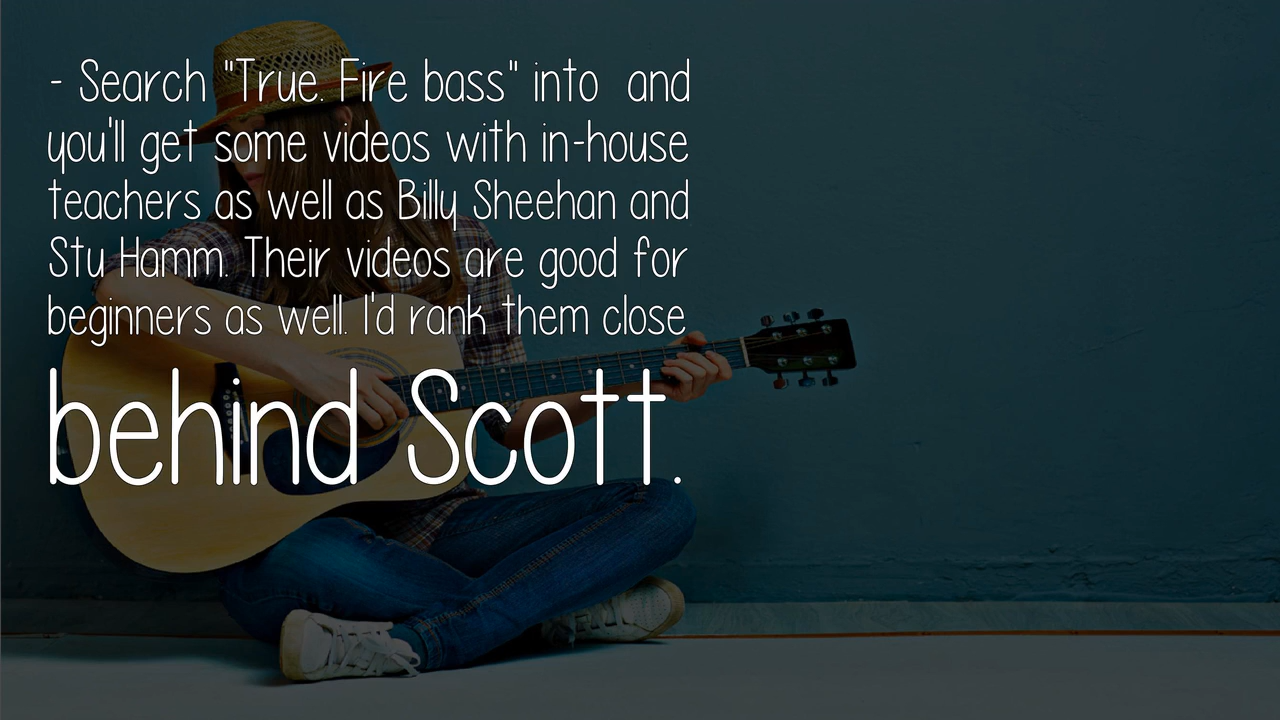 - Search "True. Fire bass" into  and
you'll get some videos with in-house
teachers as well as Billy Sheehan and
Stu Hamm. Their videos are good for
beginners as well. I'd rank them close
behind Scott.